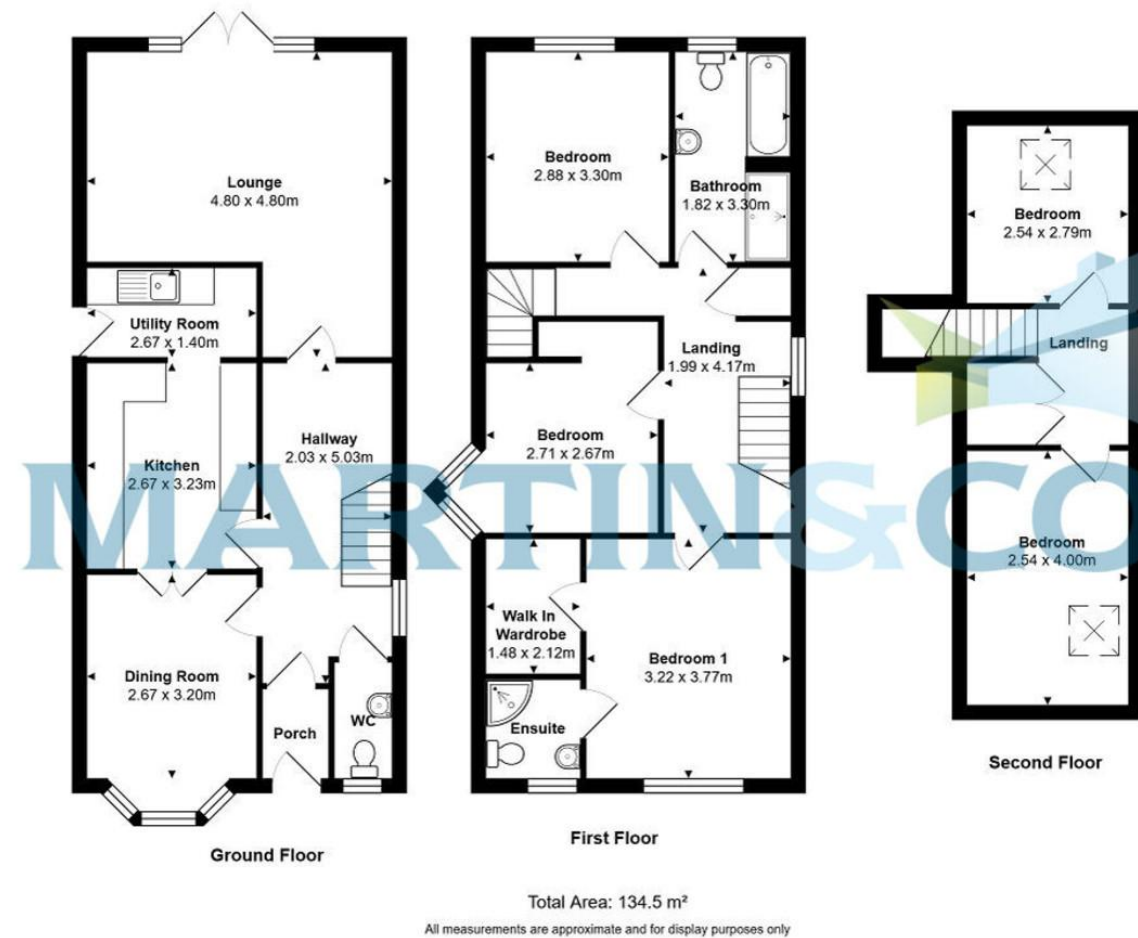 Lounge
4.80 x 4.80m
Utility Room
2.67 x 1.40m
Kitchen
2.67 x 3.23m
Hallway
2.03 x 5.03m
Dining Room
2.67 x 3.20m
Porch
WC
Ground Floor
Bedroom
2.88 x 3.30m
Bathroom
1.82 x 3.30m
Landing
1.99 x 4.17m
Bedroom
2.71 x 2.67m
Walk In
Wardrobe
1.48 x 2.12m
Bedroom 1
3.22 x 3.77m
Ensuite
First Floor
Bedroom
2.54 x 2.79m
Landing
Bedroom
2.54 x 4.00m
Second Floor
MARTIN&CO
Total Area: 134.5 m²
All measurements are approximate and for display purposes only